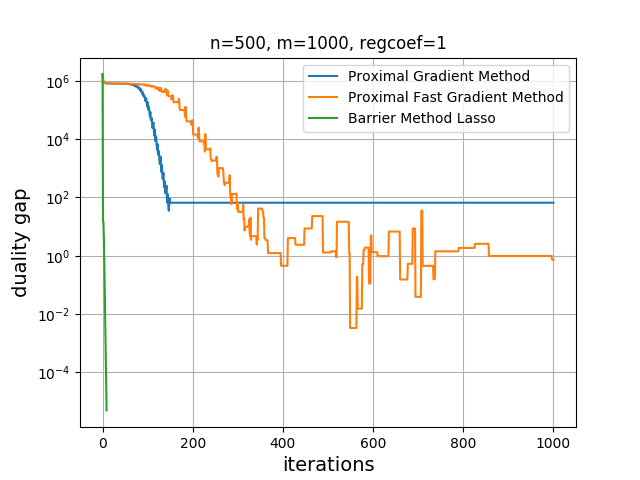 n=500, m=1000, regcoef=1
Proximal Gradient Method
Proximal Fast Gradient Method
Barrier Method Lasso
duality gap
10^6
10^4
10^2
10^0
10^−2
10^−4
0 200 400 600 800 1000
iterations